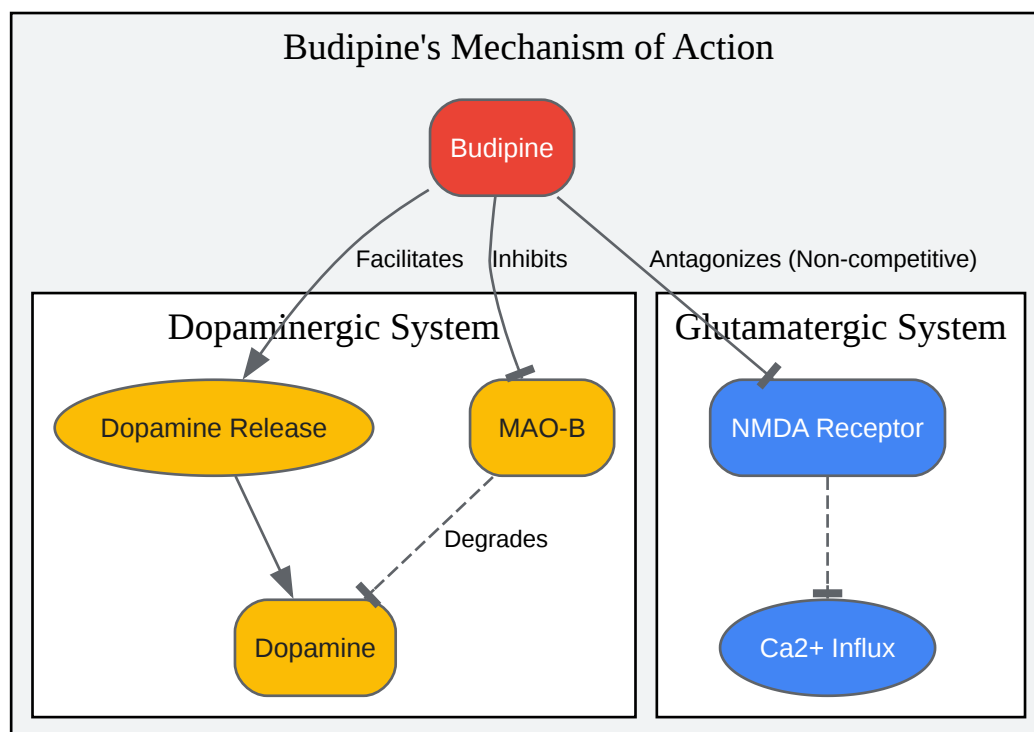 Budipine's Mechanism of Action
Budipine
Facilitates
Inhibits
Antagonizes (Non-competitive)
Dopaminergic System
Glutamatergic System
Dopamine Release
MAO-B
NMDA Receptor
Degrades
Dopamine
Ca2+ Influx